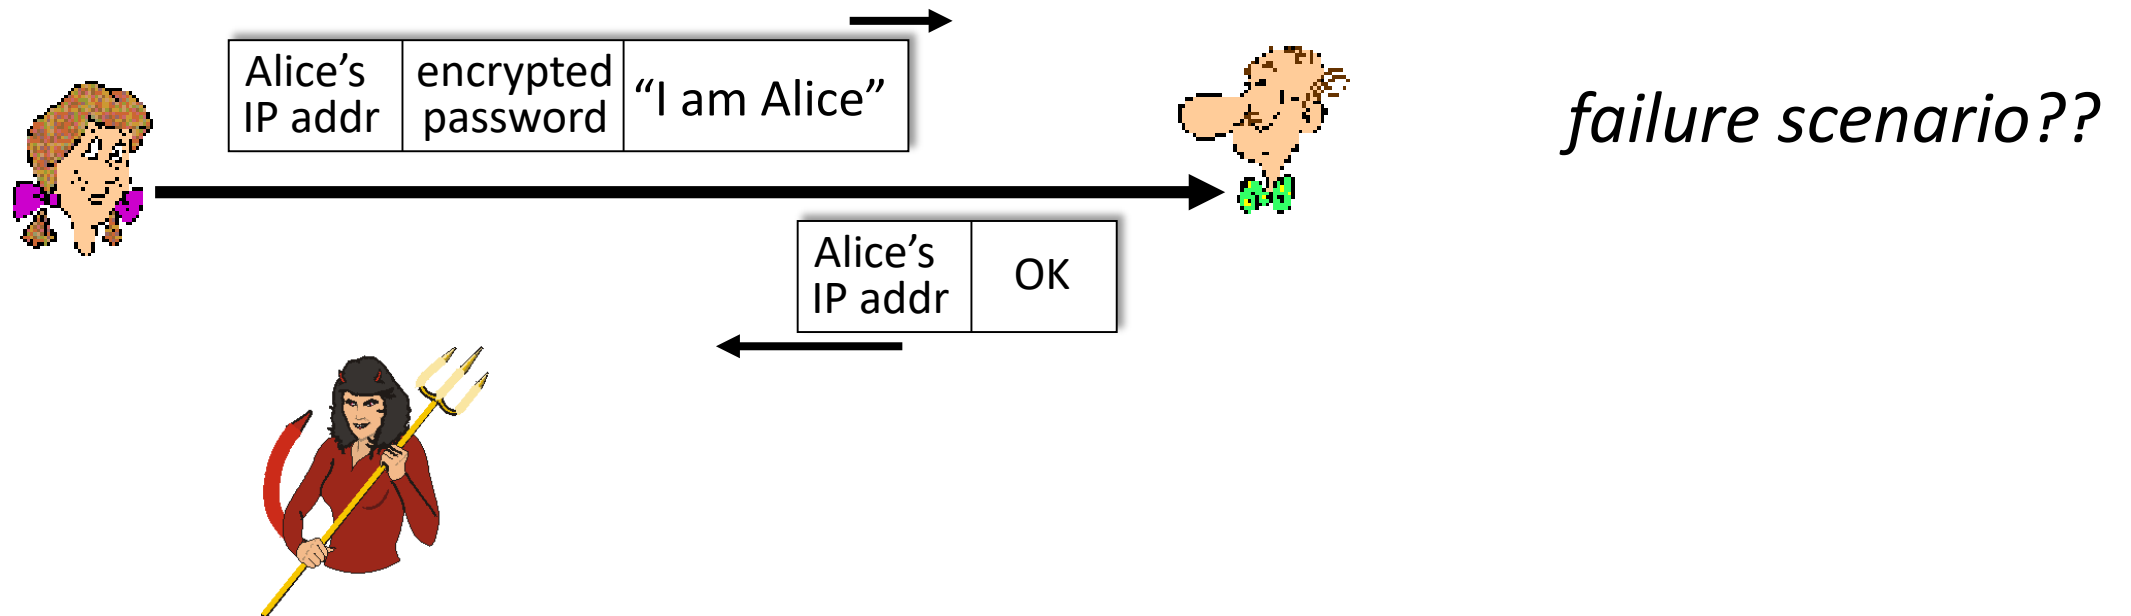 Alice’s
IP addr
encrypted
password
“I am Alice”
failure scenario??
Alice’s
IP addr
OK